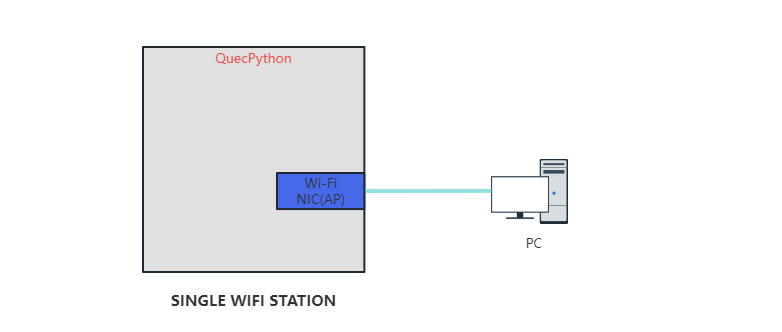 QuecPython
Wi-Fi
NIC(AP)
PC
SINGLE WIFI STATION